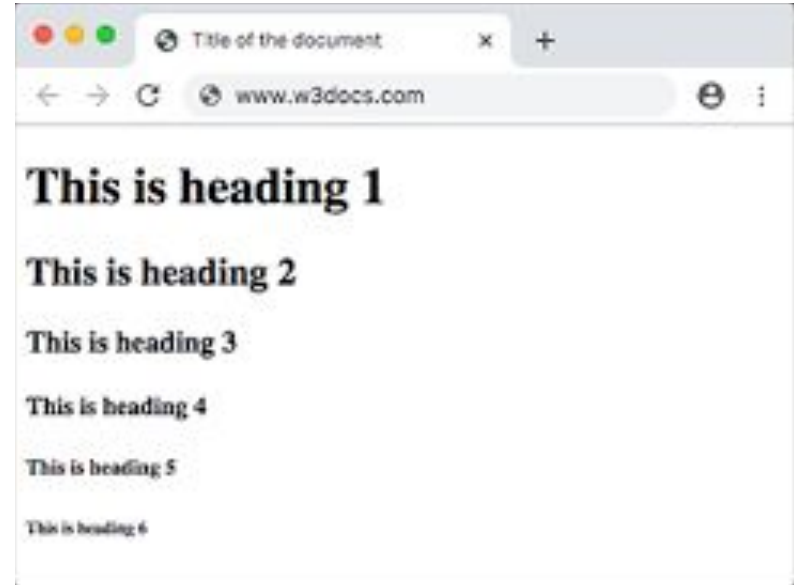 Title of the document
www.w3docs.com
This is heading 1
This is heading 2
This is heading 3
This is heading 4
This is heading 5
This is heading 6